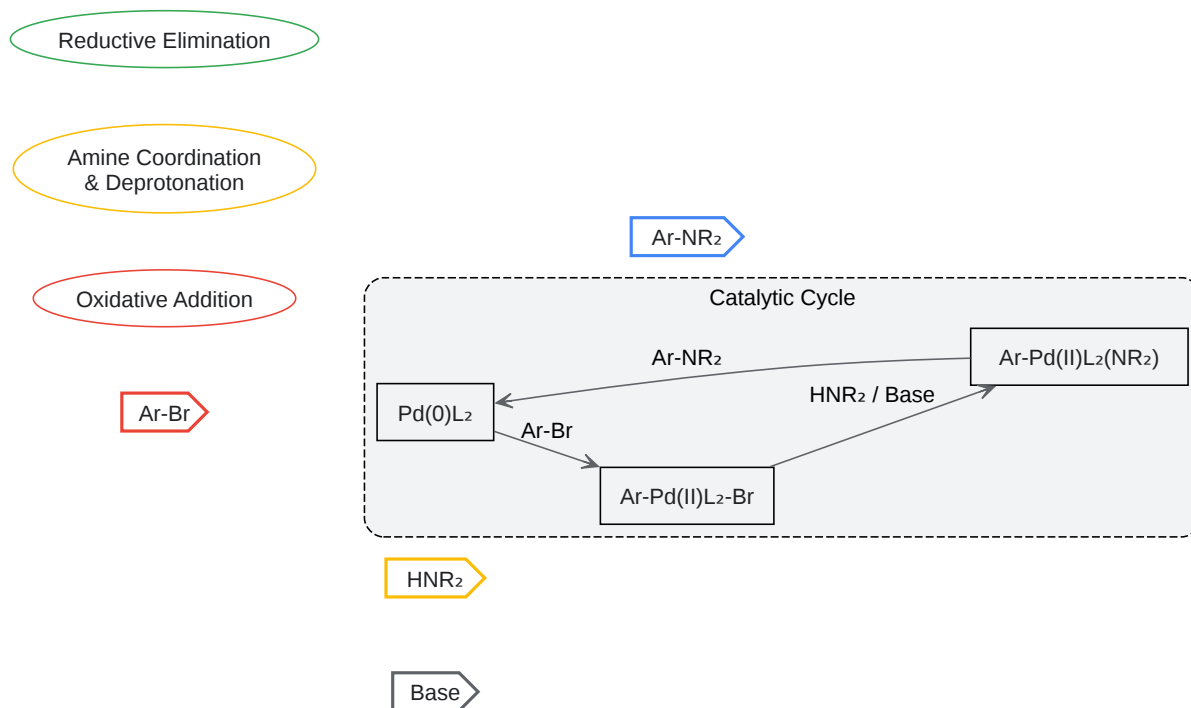 Reductive Elimination
Amine Coordination
& Deprotonation
Ar-NR₂
Oxidative Addition
Catalytic Cycle
Ar-NR₂
Ar-Pd(II)L₂(NR₂)
HNR₂ / Base
Ar-Br
Pd(0)L₂
Ar-Br
Ar-Pd(II)L₂-Br
HNR₂
Base